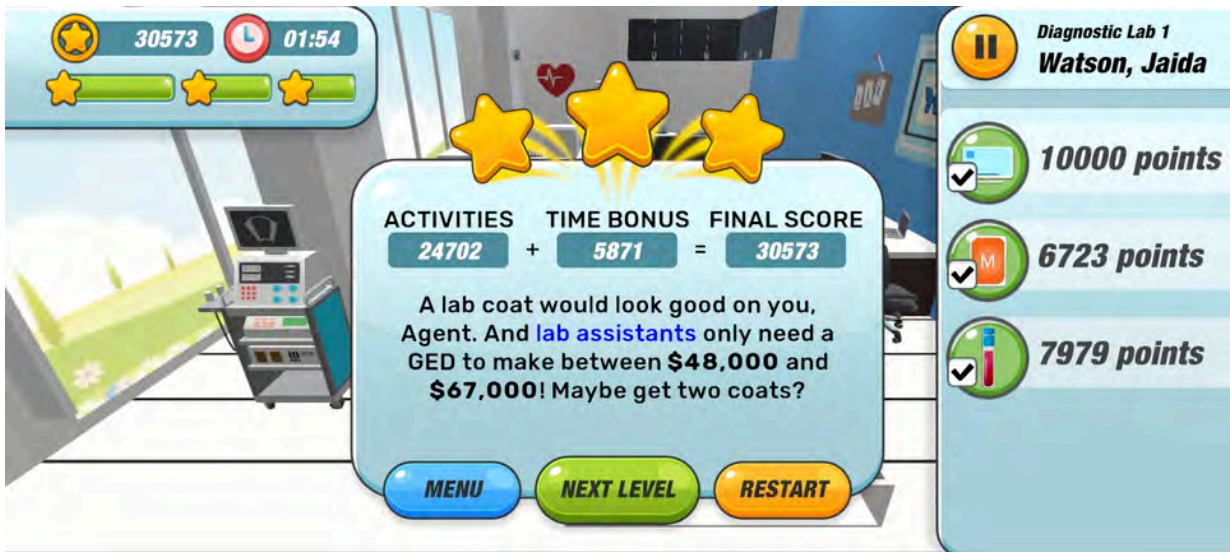 30573
01:54
Diagnostic Lab 1
Watson, Jaida
ACTIVITIES TIME BONUS FINAL SCORE
24702 + 5871 = 30573
A lab coat would look good on you,
Agent. And lab assistants only need a
GED to make between $48,000 and
$67,000! Maybe get two coats?
MENU
NEXT LEVEL
RESTART
10000 points
M
6723 points
7979 points